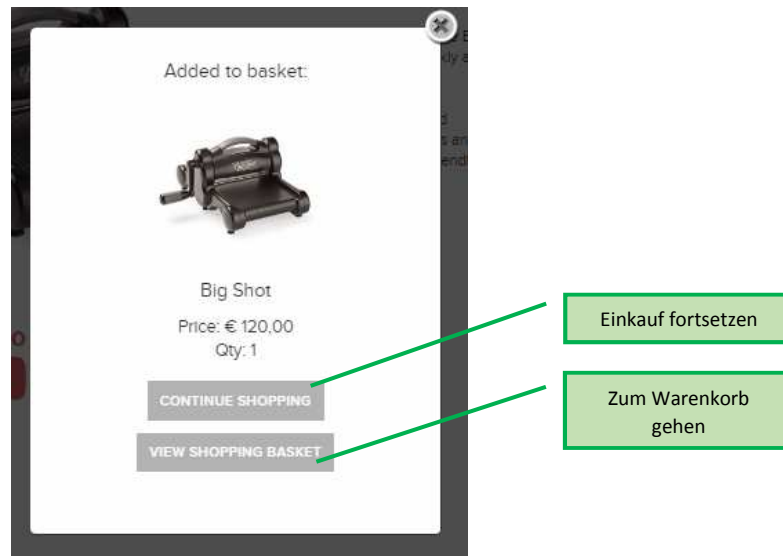 Added to basket:
Big Shot
Price: € 120,00
Qty: 1
CONTINUE SHOPPING
VIEW SHOPPING BASKET
Einkauf fortsetzen
Zum Warenkorb
gehen